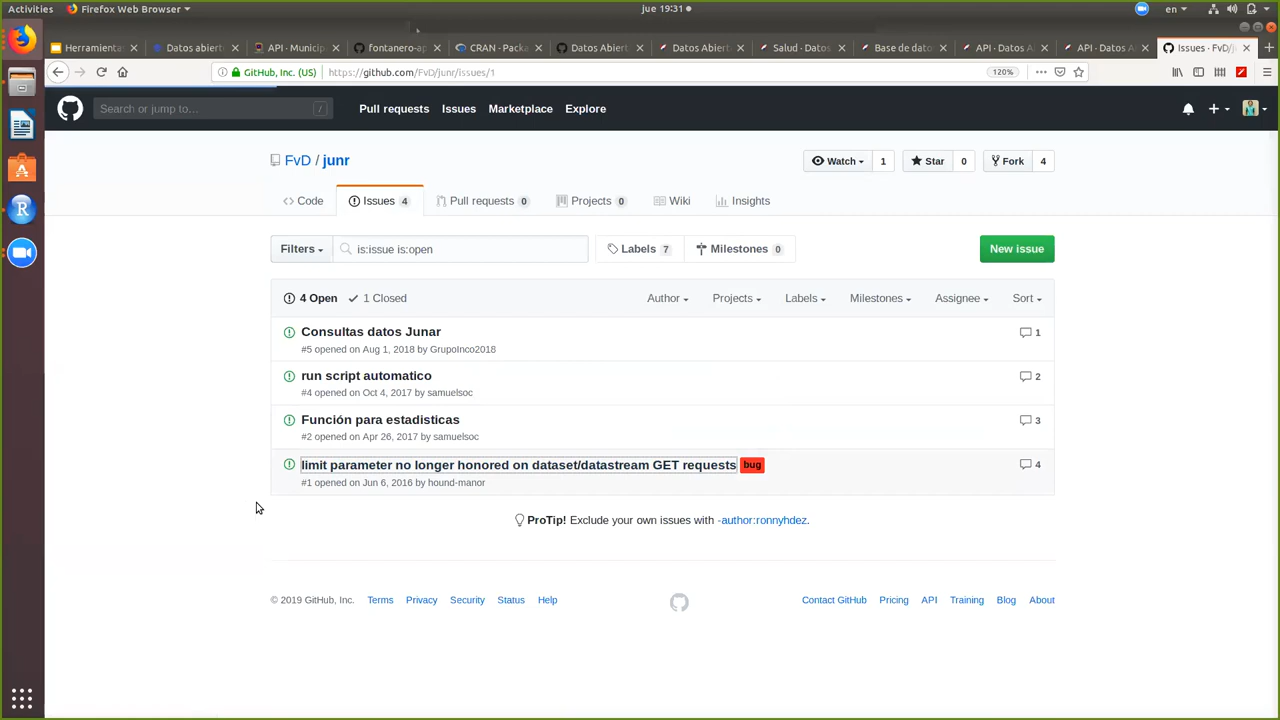 Activities Firefox Web Browser jue 19:31 en
Herramienta Datos abiert API · Munici fontanero-ap CRAN - Packa Datos Abiert Datos Abiert Salud - Datos Base de dato API - Datos A API - Datos A Issues · FvD/j
GitHub, Inc. (US) https://github.com/FvD/junr/issues/1 120%
Search or jump to… / Pull requests Issues Marketplace Explore
FvD / junr Watch 1 Star 0 Fork 4
Code Issues 4 Pull requests 0 Projects 0 Wiki Insights
Filters is:issue is:open Labels 7 Milestones 0 New issue
4 Open 1 Closed Author Projects Labels Milestones Assignee Sort
Consultas datos Junar 1
#5 opened on Aug 1, 2018 by GrupoInco2018
run script automatico 2
#4 opened on Oct 4, 2017 by samuelsoc
Función para estadisticas 3
#2 opened on Apr 26, 2017 by samuelsoc
limit parameter no longer honored on dataset/datastream GET requests bug 4
#1 opened on Jun 6, 2016 by hound-manor
ProTip! Exclude your own issues with -author:ronnyhdez.
© 2019 GitHub, Inc. Terms Privacy Security Status Help Contact GitHub Pricing API Training Blog About